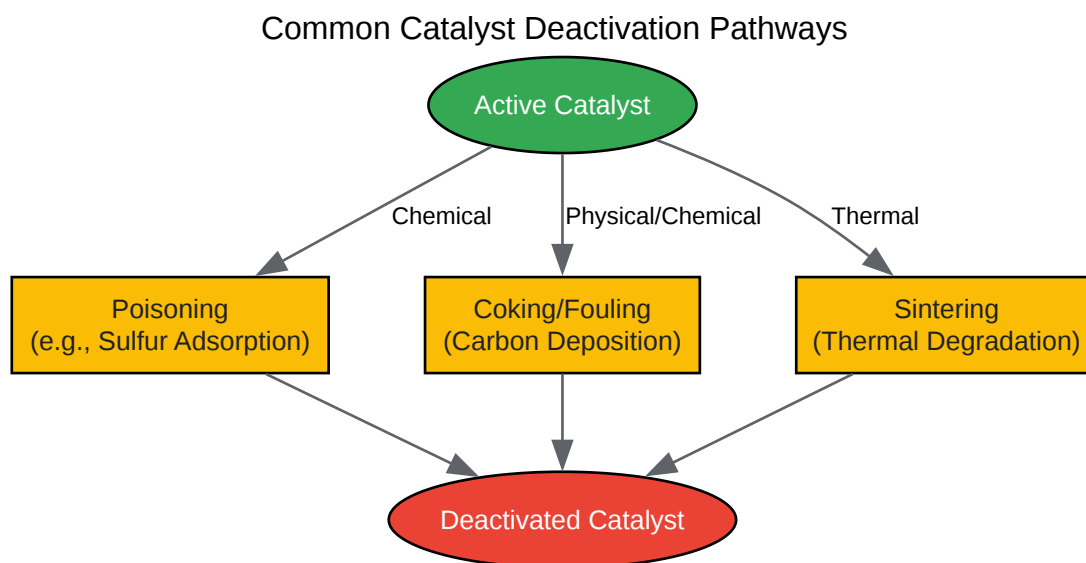 Common Catalyst Deactivation Pathways
Active Catalyst
Chemical
Physical/Chemical
Thermal
Poisoning
(e.g., Sulfur Adsorption)
Coking/Fouling
(Carbon Deposition)
Sintering
(Thermal Degradation)
Deactivated Catalyst